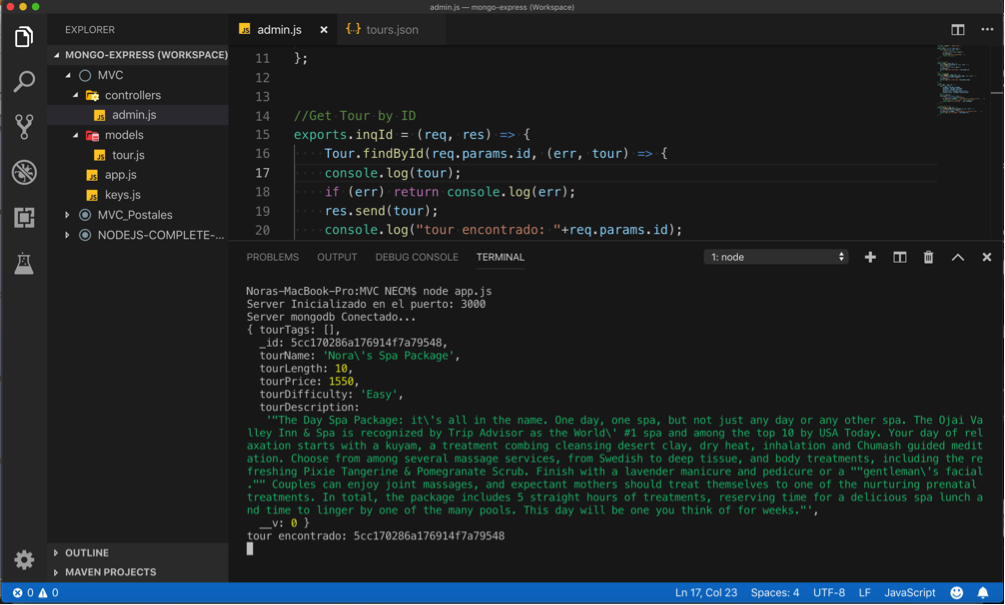 admin.js — mongo-express (Workspace)
EXPLORER
MONGO-EXPRESS (WORKSPACE)
MVC
controllers
JS admin.js
models
JS tour.js
JS app.js
JS keys.js
MVC_Postales
NODEJS-COMPLETE-...
OUTLINE
MAVEN PROJECTS
JS admin.js ×
{··} tours.json
11 };
12
13
14 //Get Tour by ID
15 exports.inqId = (req, res) => {
16 Tour.findById(req.params.id, (err, tour) => {
17 console.log(tour);
18 if (err) return console.log(err);
19 res.send(tour);
20 console.log("tour encontrado: "+req.params.id);
PROBLEMS OUTPUT DEBUG CONSOLE TERMINAL 1: node
Noras-MacBook-Pro:MVC NECM$ node app.js
Server Inicializado en el puerto: 3000
Server mongodb Conectado...
{ tourTags: [],
_id: 5cc170286a176914f7a79548,
tourName: 'Nora\'s Spa Package',
tourLength: 10,
tourPrice: 1550,
tourDifficulty: 'Easy',
tourDescription:
'"The Day Spa Package: it\'s all in the name. One day, one spa, but not just any day or any other spa. The Ojai Va
lley Inn & Spa is recognized by Trip Advisor as the World\' #1 spa and among the top 10 by USA Today. Your day of rel
axation starts with a kuyam, a treatment combing cleansing desert clay, dry heat, inhalation and Chumash guided medit
ation. Choose from among several massage services, from Swedish to deep tissue, and body treatments, including the re
freshing Pixie Tangerine & Pomegranate Scrub. Finish with a lavender manicure and pedicure or a ""gentleman\'s facial
."" Couples can enjoy joint massages, and expectant mothers should treat themselves to one of the nurturing prenatal
treatments. In total, the package includes 5 straight hours of treatments, reserving time for a delicious spa lunch a
nd time to linger by one of the many pools. This day will be one you think of for weeks."',
__v: 0 }
tour encontrado: 5cc170286a176914f7a79548
0 0 Ln 17, Col 23 Spaces: 4 UTF-8 LF JavaScript